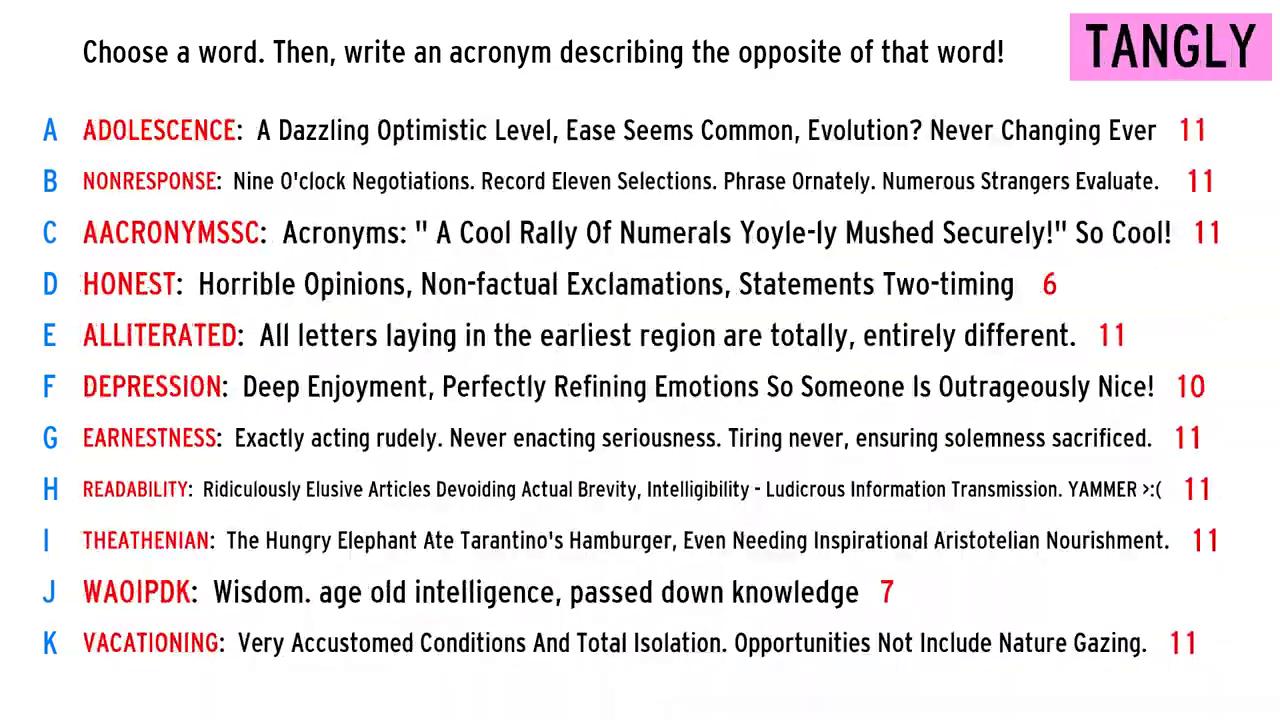 Choose a word. Then, write an acronym describing the opposite of that word!
TANGLY
A ADOLESCENCE: A Dazzling Optimistic Level, Ease Seems Common, Evolution? Never Changing Ever 11
B NONRESPONSE: Nine O'clock Negotiations. Record Eleven Selections. Phrase Ornately. Numerous Strangers Evaluate. 11
C AACRONYMSSC: Acronyms: " A Cool Rally Of Numerals Yoyle-ly Mushed Securely!" So Cool! 11
D HONEST: Horrible Opinions, Non-factual Exclamations, Statements Two-timing 6
E ALLITERATED: All letters laying in the earliest region are totally, entirely different. 11
F DEPRESSION: Deep Enjoyment, Perfectly Refining Emotions So Someone Is Outrageously Nice! 10
G EARNESTNESS: Exactly acting rudely. Never enacting seriousness. Tiring never, ensuring solemness sacrificed. 11
H READABILITY: Ridiculously Elusive Articles Devoiding Actual Brevity, Intelligibility - Ludicrous Information Transmission. YAMMER >:( 11
I THEATHENIAN: The Hungry Elephant Ate Tarantino's Hamburger, Even Needing Inspirational Aristotelian Nourishment. 11
J WAOIPDK: Wisdom. age old intelligence, passed down knowledge 7
K VACATIONING: Very Accustomed Conditions And Total Isolation. Opportunities Not Include Nature Gazing. 11